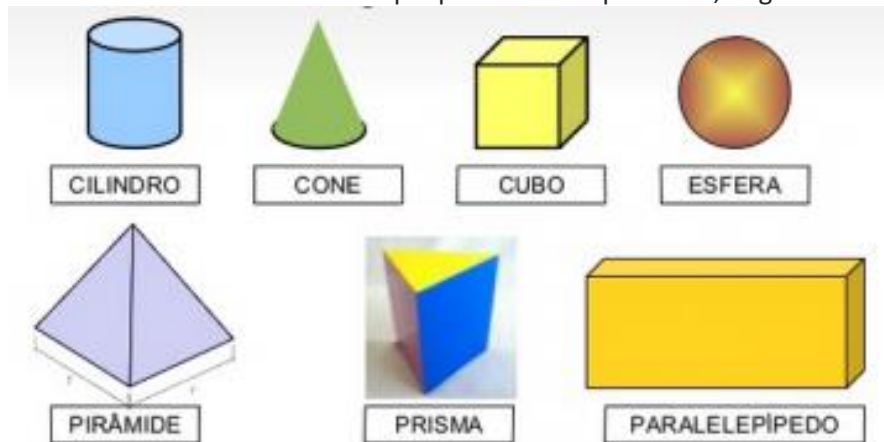 CILINDRO
CONE
CUBO
ESFERA
PIRÂMIDE
PRISMA
PARALELEPÍPEDO